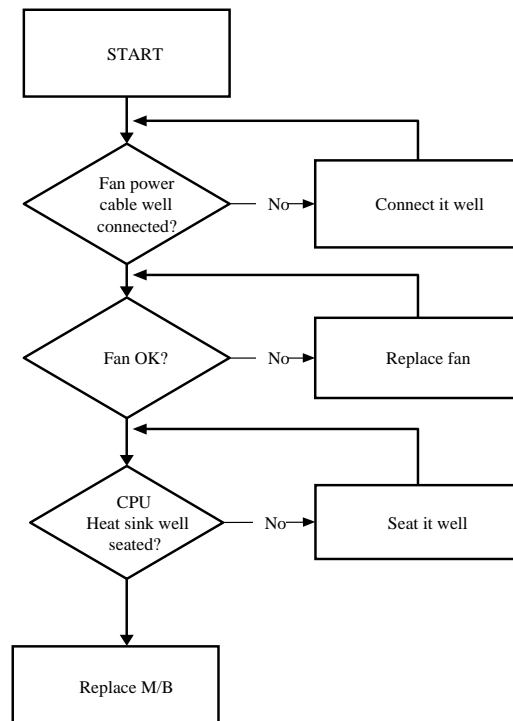 START
Fan power
cable well
connected?
No
Connect it well
Fan OK?
No
Replace fan
CPU
Heat sink well
seated?
No
Seat it well
Replace M/B